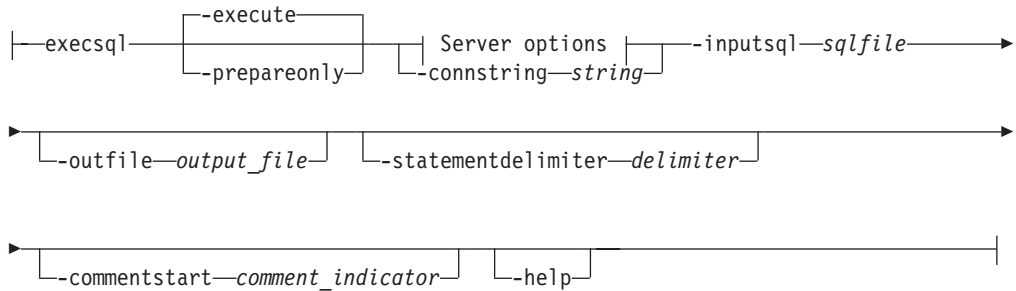 -execute
execsql
-prepareonly
Server options
-connstring string
-inputsql sqlfile
-outfile output_file
-statementdelimiter delimiter
-commentstart comment_indicator
-help